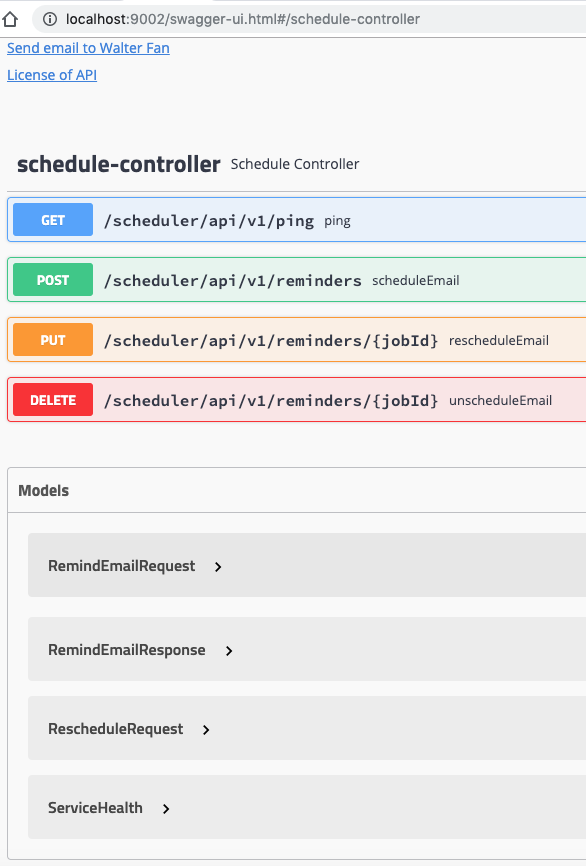 localhost:9002/swagger-ui.html#/schedule-controller
Send email to Walter Fan
License of API
schedule-controller Schedule Controller
GET /scheduler/api/v1/ping ping
POST /scheduler/api/v1/reminders scheduleEmail
PUT /scheduler/api/v1/reminders/{jobId} rescheduleEmail
DELETE /scheduler/api/v1/reminders/{jobId} unscheduleEmail
Models
RemindEmailRequest
RemindEmailResponse
RescheduleRequest
ServiceHealth